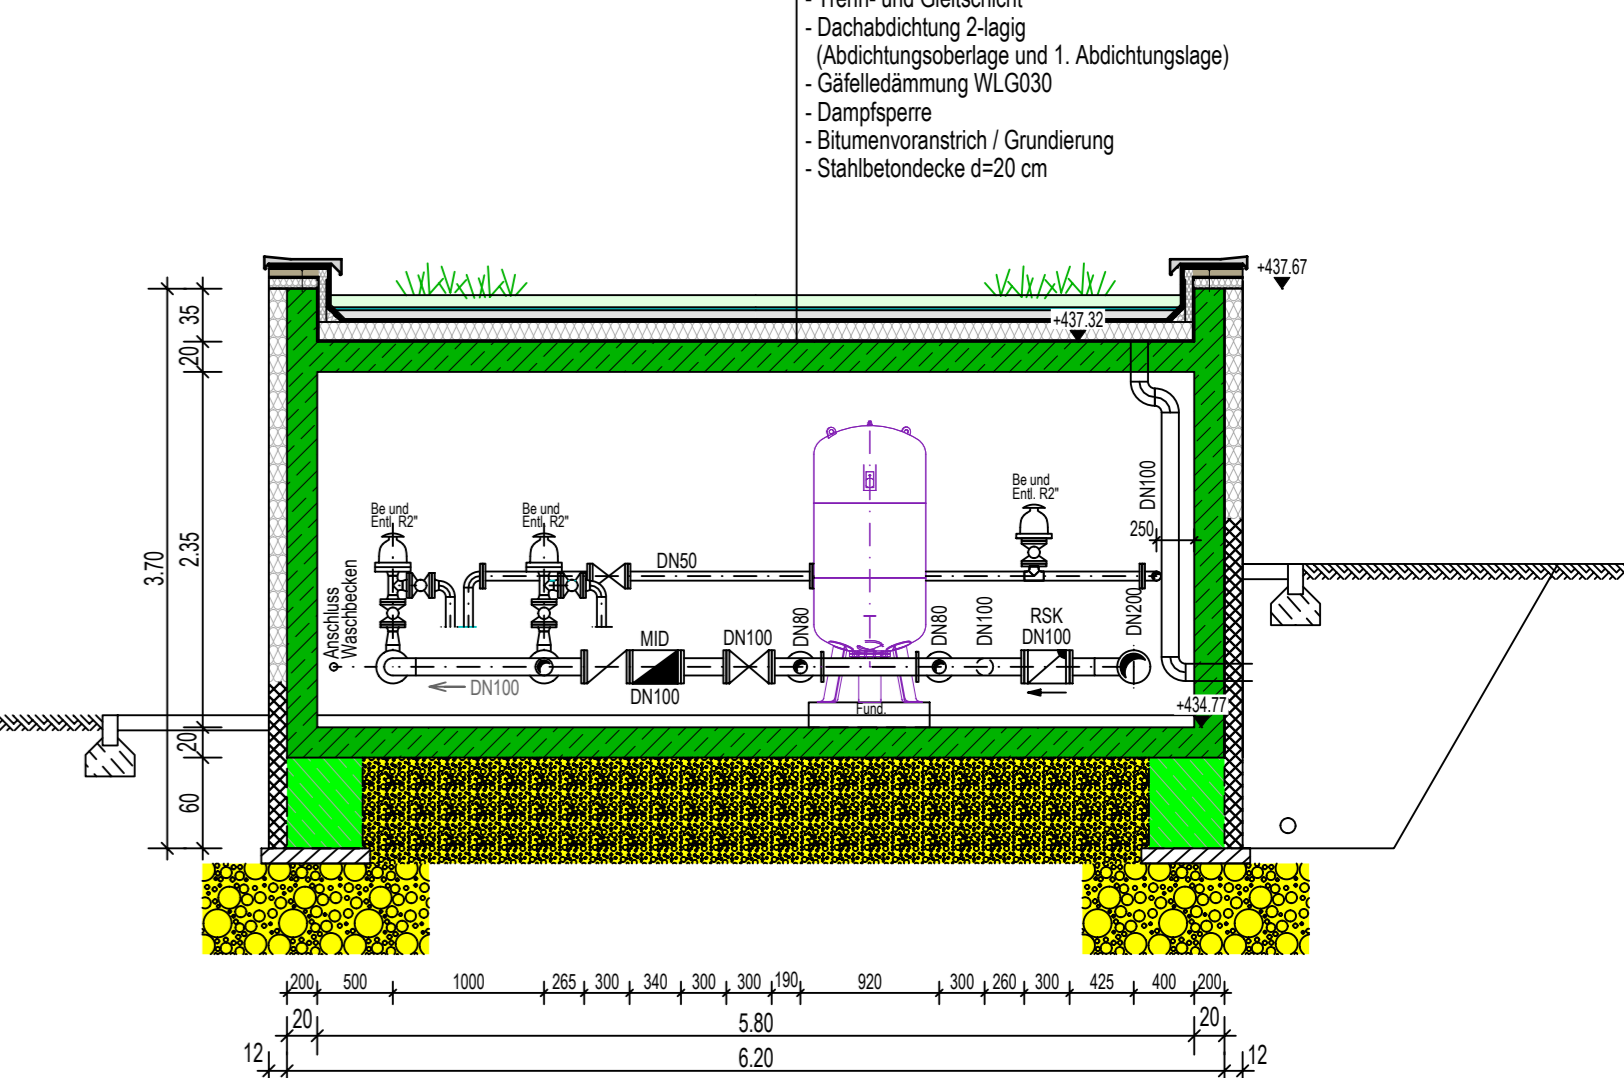 - Trenn- und Gleitschicht
- Dachabdichtung 2-lagig
(Abdichtungsoberlage und 1. Abdichtungslage)
- Gäfelledämmung WLG030
- Dampfsperre
- Bitumenvoranstrich / Grundierung
- Stahlbetondecke d=20 cm
+437.67
+437.32
35
20
2.35
3.70
20
60
Be und
Entl. R2"
Be und
Entl. R2"
Be und
Entl. R2"
DN100
250
DN50
Anschluss
Waschbecken
MID
DN100
DN100
DN80
DN80
DN100
RSK
DN100
DN200
DN100
Fund.
+434.77
200 500 1000 265 300 340 300 300 190 920 300 260 300 425 400 200
20 5.80 20
12 6.20 12